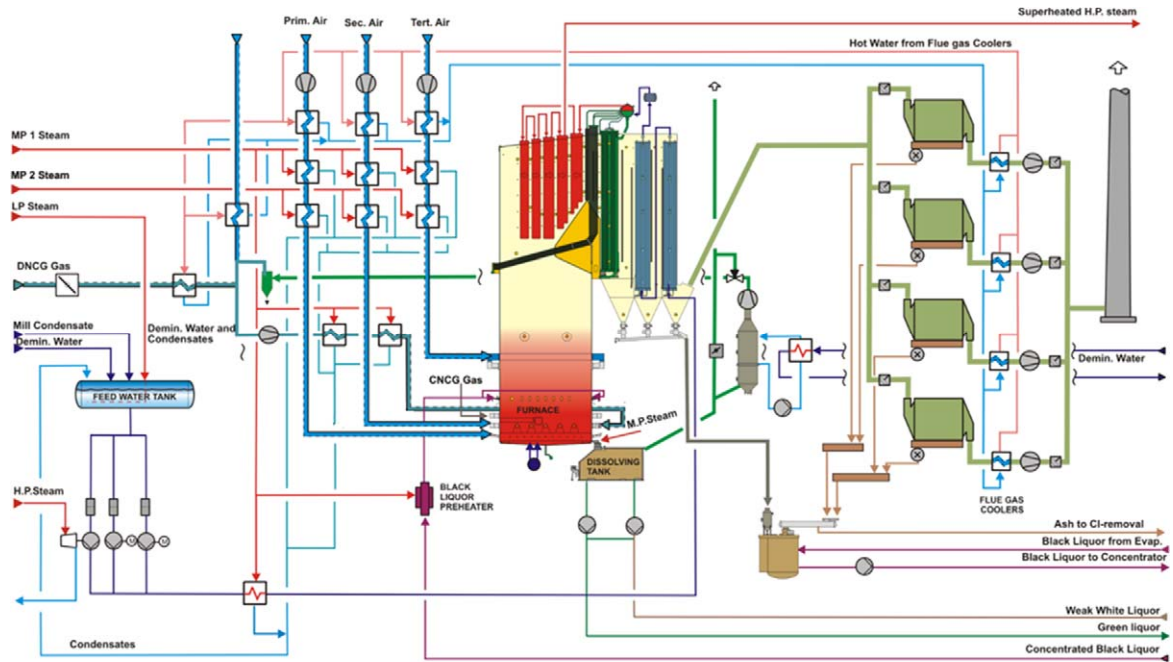 Superheated H.P. steam
Prim. Air
Sec. Air
Tert. Air
Hot Water from Flue gas Coolers
MP 1 Steam
MP 2 Steam
LP Steam
DNCG Gas
Mill Condensate
Demin. Water
Demin. Water and
Condensates
Demin. Water
CNCG Gas
FEED WATER TANK
FURNACE
M.P.Steam
DISSOLVING
TANK
H.P.Steam
BLACK
LIQUOR
PREHEATER
FLUE GAS
COOLERS
M
M
Ash to Cl-removal
Black Liquor from Evap.
Black Liquor to Concentrator
Weak White Liquor
Green liquor
Condensates
Concentrated Black Liquor